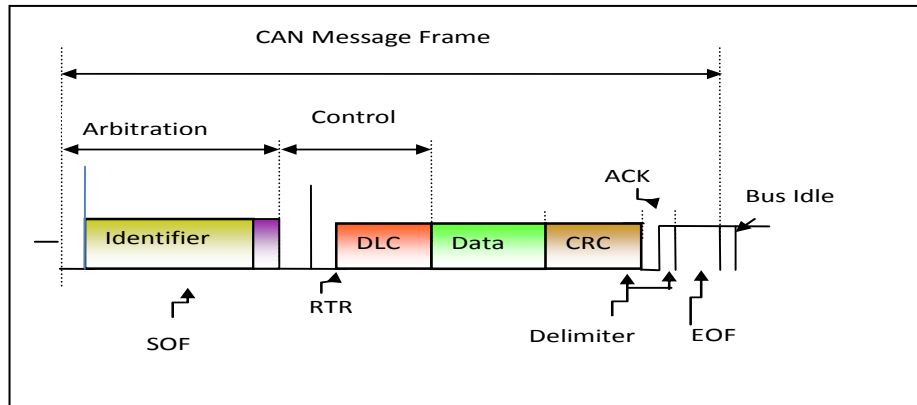 CAN Message Frame
Arbitration
Control
ACK
Bus Idle
Identifier
DLC
Data
CRC
RTR
SOF
Delimiter
EOF